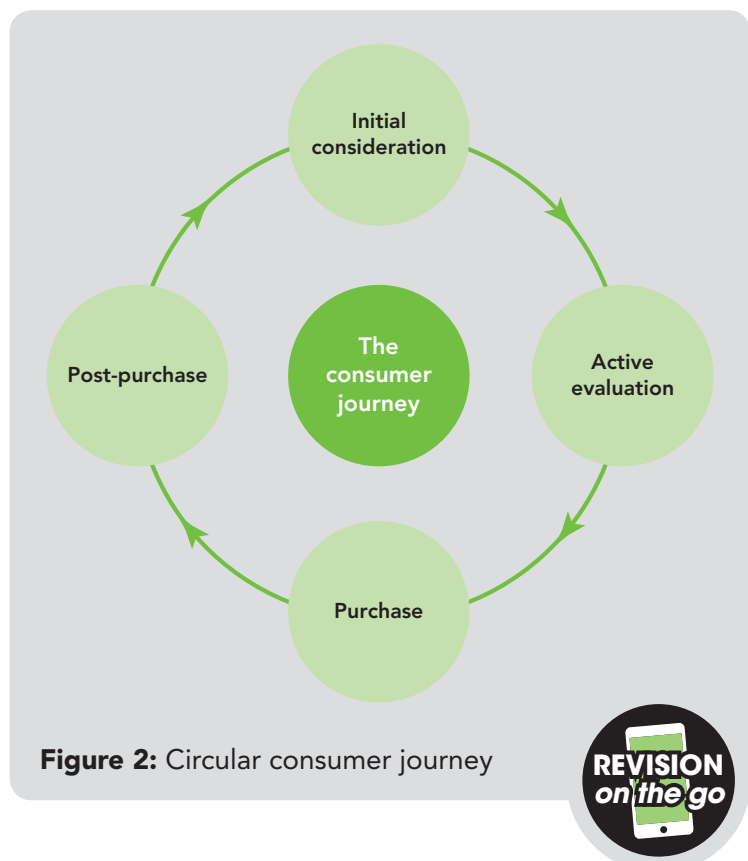 Initial
consideration
Active
evaluation
Purchase
Post-purchase
The
consumer
journey
Figure 2: Circular consumer journey
REVISION
on the go